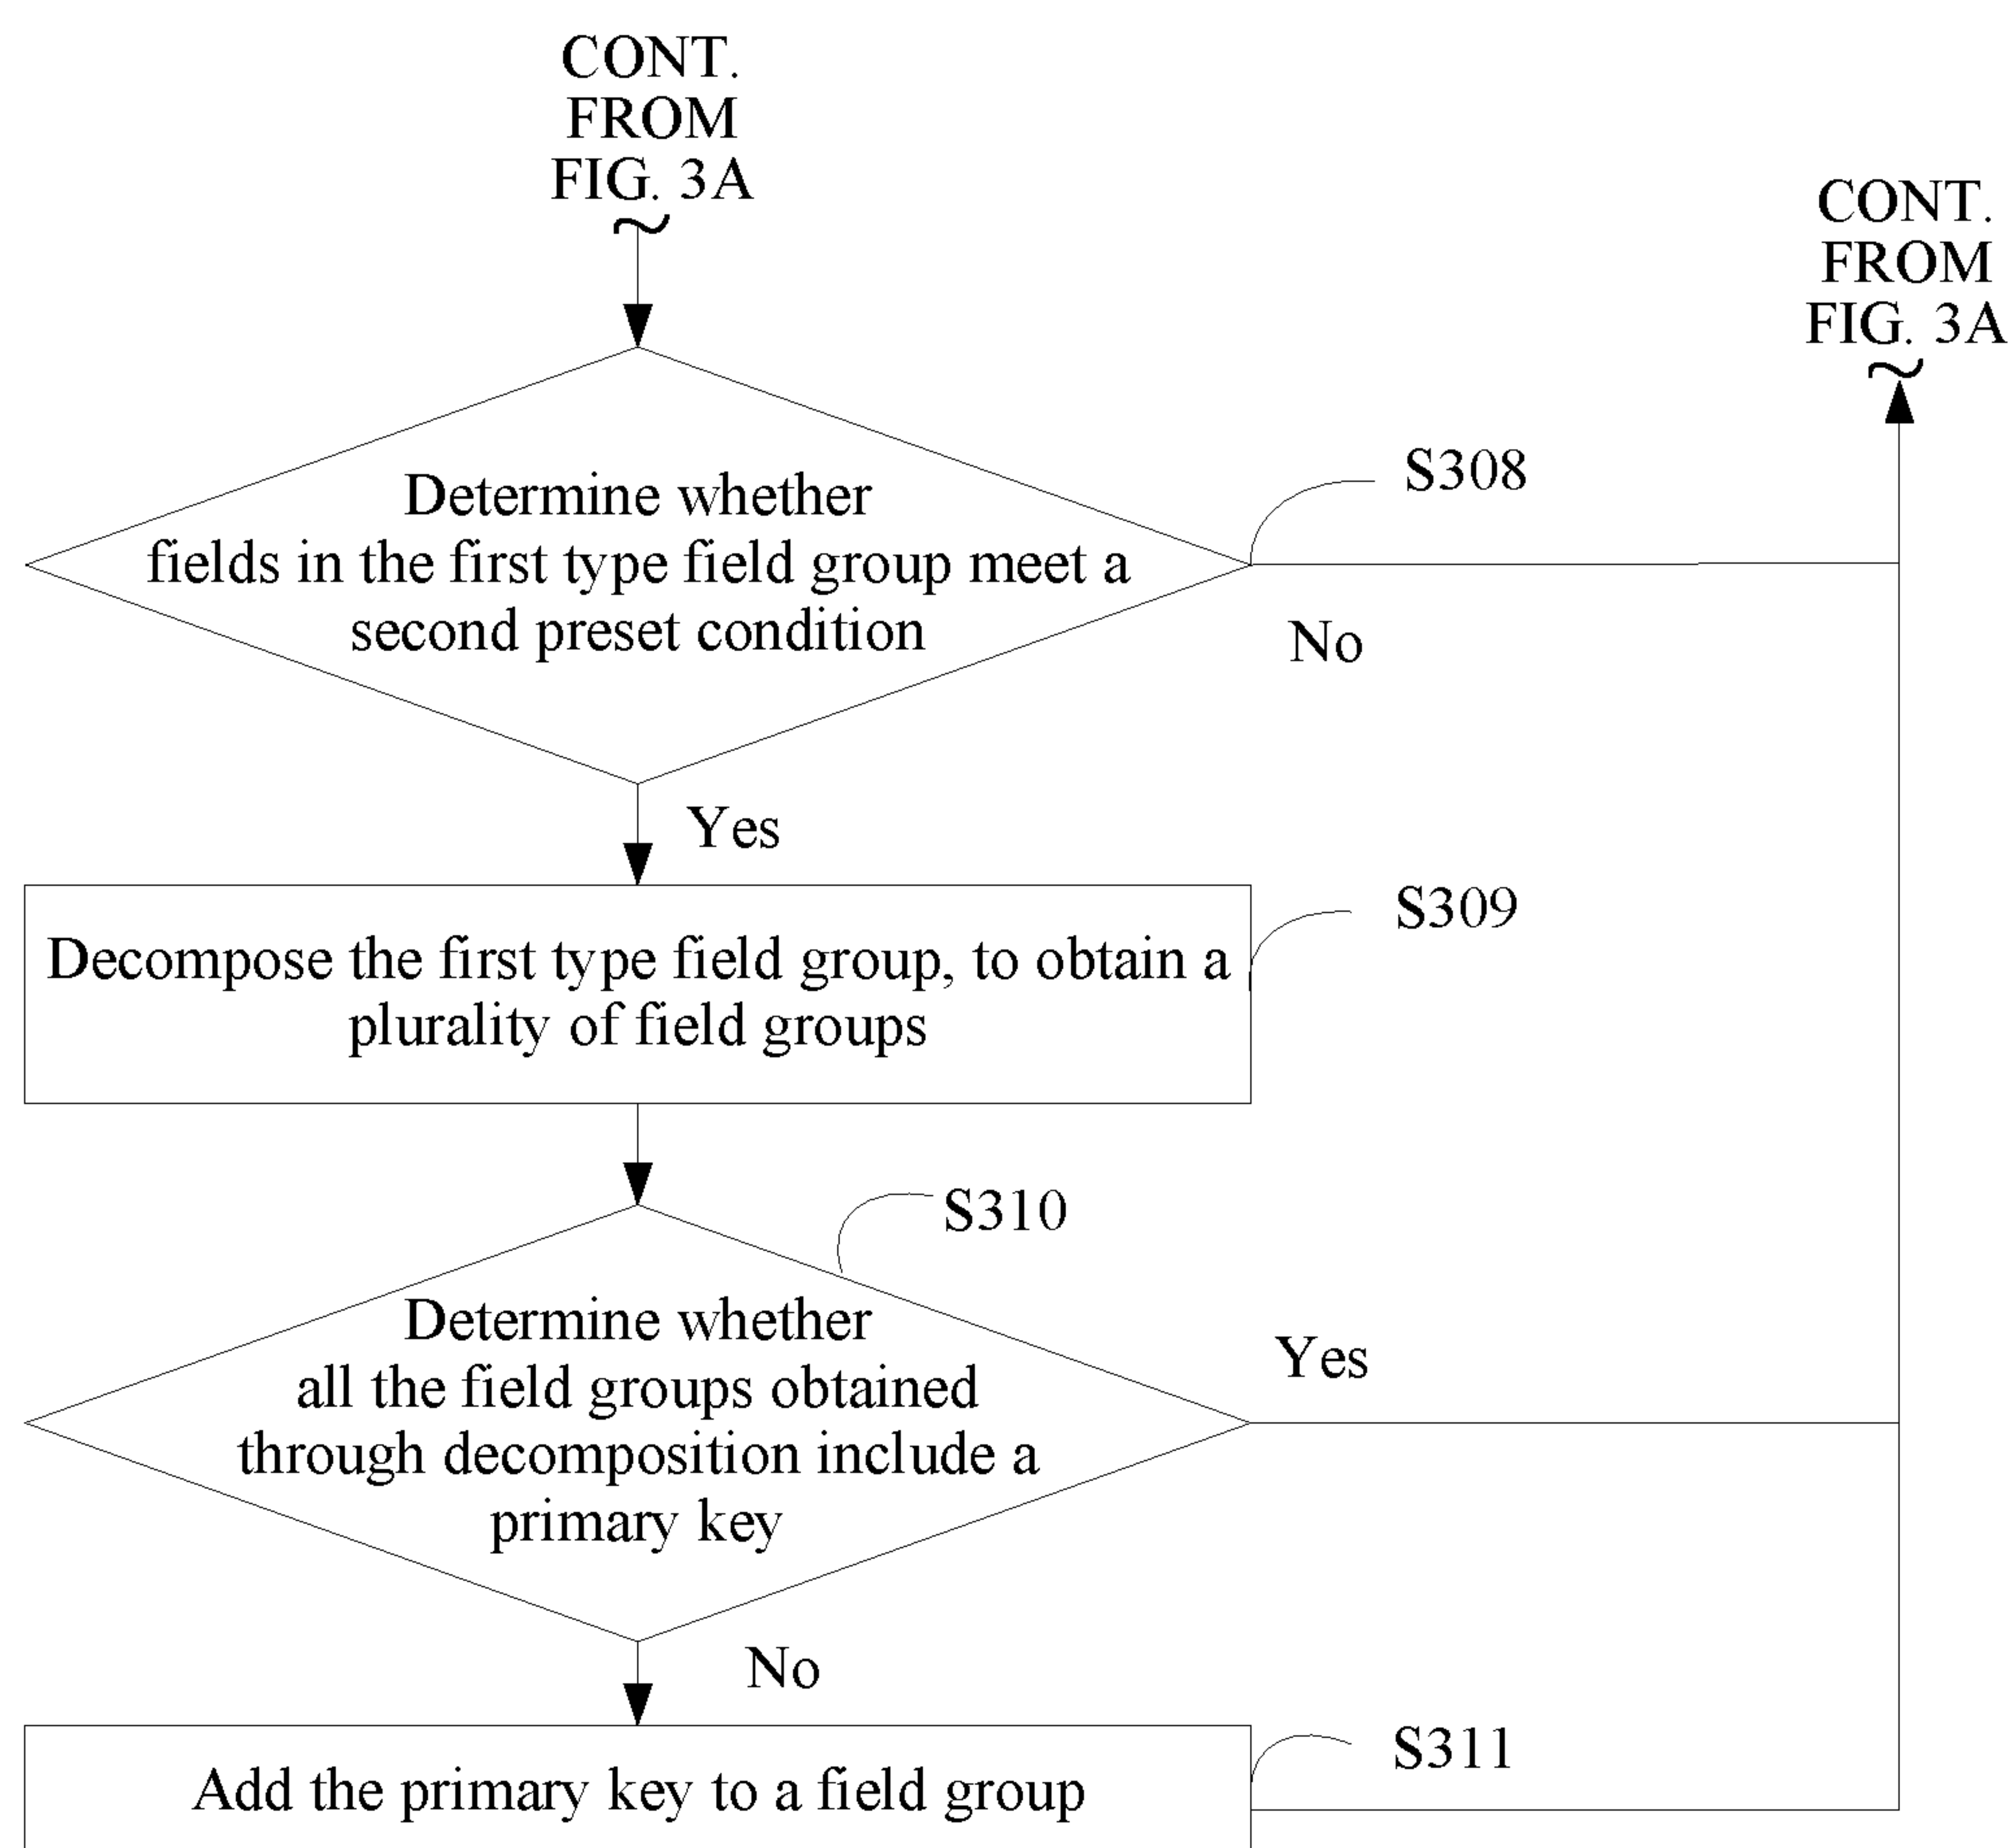 CONT.
FROM
FIG. 3A
CONT.
FROM
FIG. 3A
S308
Determine whether
fields in the first type field group meet a
second preset condition
No
Yes
S309
Decompose the first type field group, to obtain a
plurality of field groups
S310
Determine whether
all the field groups obtained
through decomposition include a
primary key
Yes
No
S311
Add the primary key to a field group